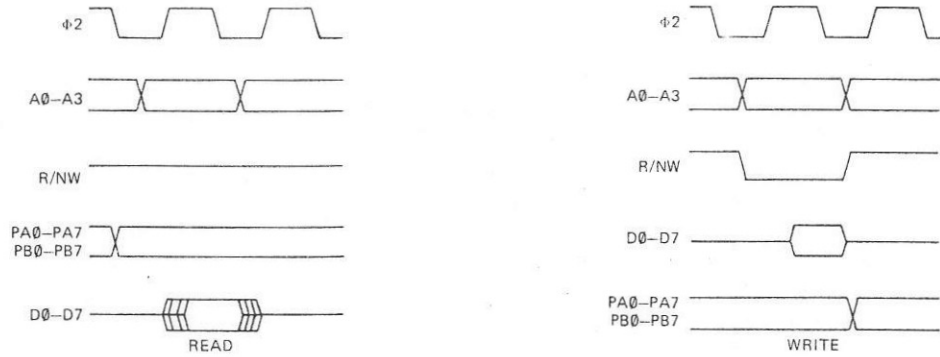 Φ2
A0–A3
R/NW
PA0–PA7
PB0–PB7
D0–D7
READ
Φ2
A0–A3
R/NW
D0–D7
PA0–PA7
PB0–PB7
WRITE